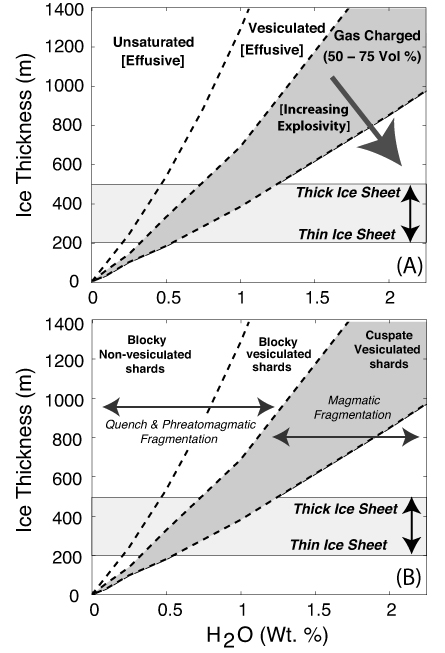 1400
1200
1000
800
600
400
200
0
Ice Thickness (m)
Unsaturated
[Effusive]
Vesiculated
[Effusive]
Gas Charged
(50 – 75 Vol %)
[Increasing
Explosivity]
Thick Ice Sheet
Thin Ice Sheet
(A)
0
0.5
1
1.5
2
1400
1200
1000
800
600
400
200
0
Ice Thickness (m)
Blocky
Non-vesiculated
shards
Blocky
vesiculated
shards
Cuspate
Vesiculated
shards
Quench & Phreatomagmatic
Fragmentation
Magmatic
Fragmentation
Thick Ice Sheet
Thin Ice Sheet
(B)
0
0.5
1
1.5
2
H2O (Wt. %)